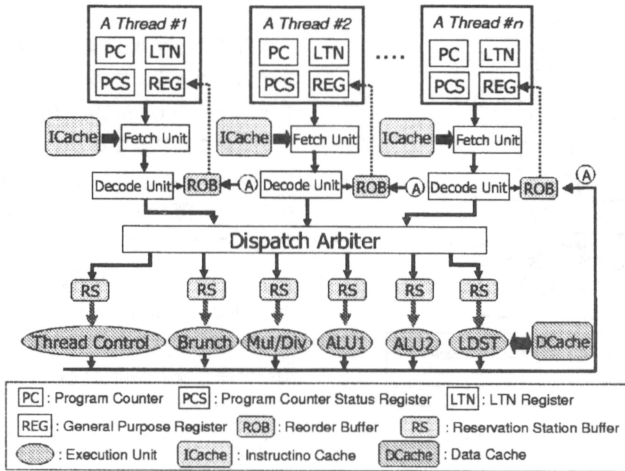 A Thread #1 A Thread #2 .... A Thread #n
PC LTN PC LTN PC LTN
PCS REG PCS REG PCS REG
ICache Fetch Unit ICache Fetch Unit ICache Fetch Unit
Decode Unit ROB A Decode Unit ROB A Decode Unit ROB A
Dispatch Arbiter
RS RS RS RS RS RS
Thread Control Brunch Mul/Div ALU1 ALU2 LDST DCache
PC : Program Counter PCS : Program Counter Status Register LTN : LTN Register
REG : General Purpose Register ROB : Reorder Buffer RS : Reservation Station Buffer
: Execution Unit ICache : Instructino Cache DCache : Data Cache